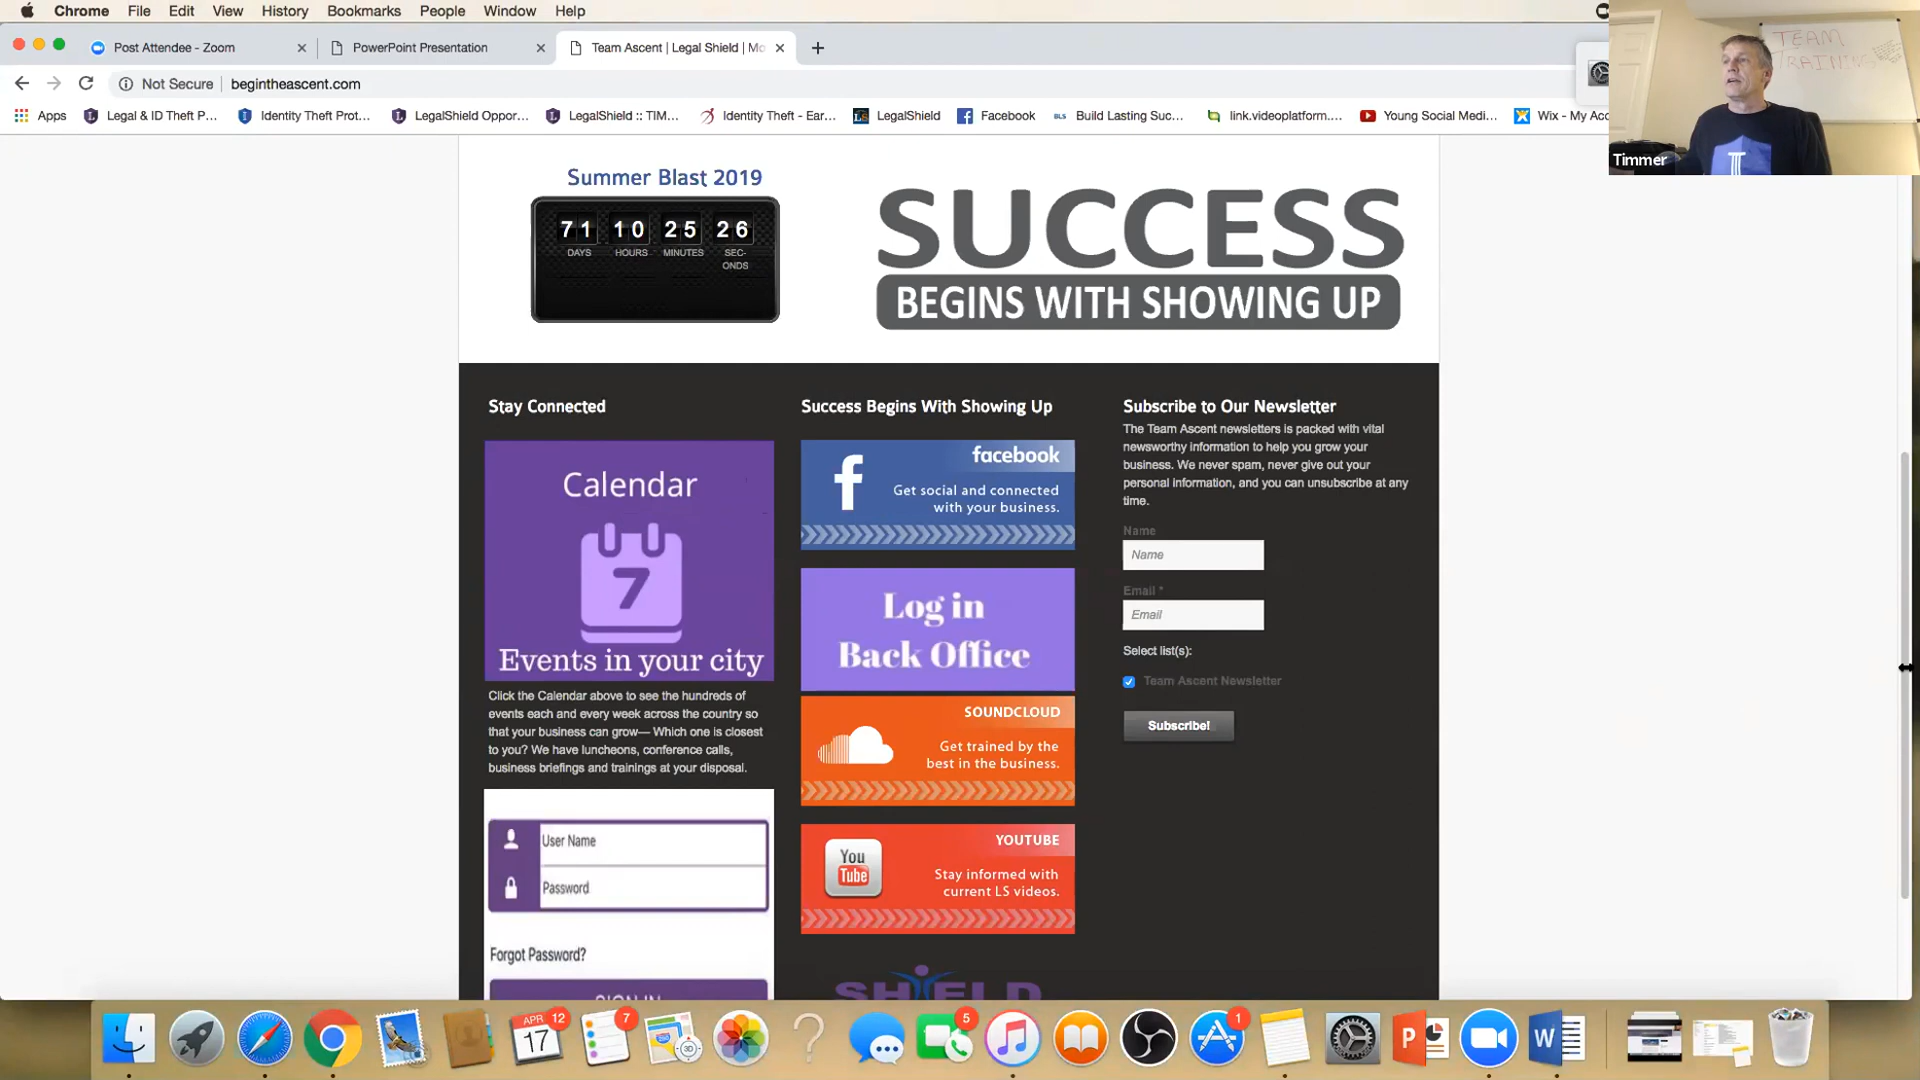 Chrome File Edit View History Bookmarks People Window Help
Post Attendee - Zoom
PowerPoint Presentation
Team Ascent | Legal Shield | Mo
Not Secure
begintheascent.com
Apps
Legal & ID Theft P...
Identity Theft Prot...
LegalShield Oppor...
LegalShield :: TIM...
Identity Theft - Ear...
LegalShield
Facebook
Build Lasting Suc...
link.videoplatform....
Young Social Medi...
Wix - My Acc
TEAM
TRAINING
Timmer
Summer Blast 2019
71 10 25 26
DAYS HOURS MINUTES SEC-
ONDS
SUCCESS
BEGINS WITH SHOWING UP
Stay Connected
Calendar
7
Events in your city
Click the Calendar above to see the hundreds of
events each and every week across the country so
that your business can grow— Which one is closest
to you? We have luncheons, conference calls,
business briefings and trainings at your disposal.
User Name
Password
Forgot Password?
SIGN IN
Success Begins With Showing Up
facebook
Get social and connected
with your business.
Log in
Back Office
SOUNDCLOUD
Get trained by the
best in the business.
YOUTUBE
You
Tube
Stay informed with
current LS videos.
SHIELD
Subscribe to Our Newsletter
The Team Ascent newsletters is packed with vital
newsworthy information to help you grow your
business. We never spam, never give out your
personal information, and you can unsubscribe at any
time.
Name
Name
Email *
Email
Select list(s):
Team Ascent Newsletter
Subscribe!
APR
17
12
7
5
1